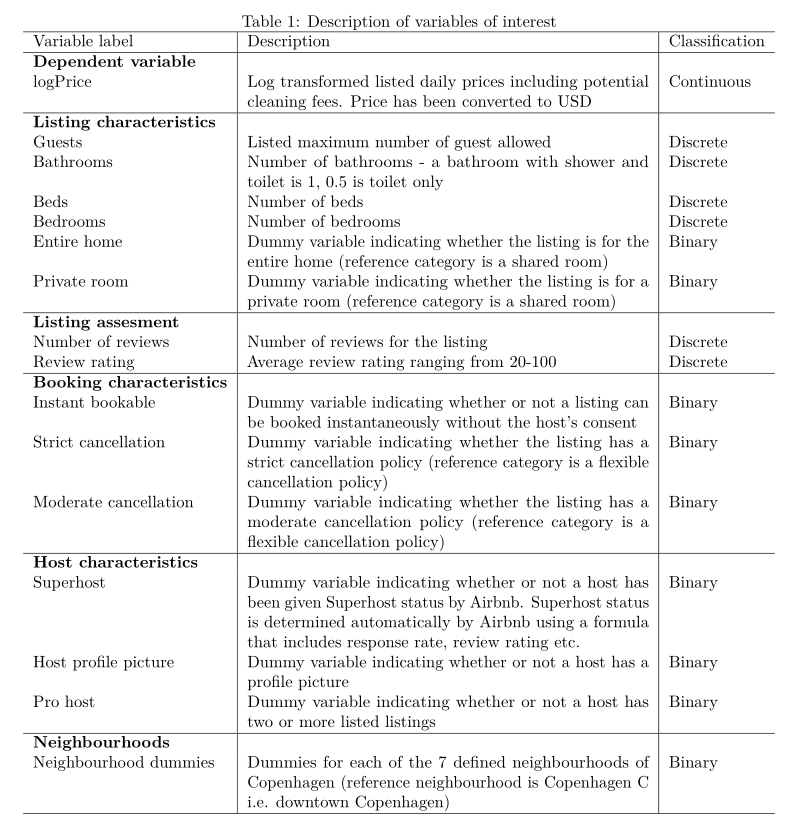 Table 1: Description of variables of interest
Variable label Description Classification
Dependent variable
logPrice Log transformed listed daily prices including potential Continuous
cleaning fees. Price has been converted to USD
Listing characteristics
Guests Listed maximum number of guest allowed Discrete
Bathrooms Number of bathrooms - a bathroom with shower and Discrete
toilet is 1, 0.5 is toilet only
Beds Number of beds Discrete
Bedrooms Number of bedrooms Discrete
Entire home Dummy variable indicating whether the listing is for the Binary
entire home (reference category is a shared room)
Private room Dummy variable indicating whether the listing is for a Binary
private room (reference category is a shared room)
Listing assesment
Number of reviews Number of reviews for the listing Discrete
Review rating Average review rating ranging from 20-100 Discrete
Booking characteristics
Instant bookable Dummy variable indicating whether or not a listing can Binary
be booked instantaneously without the host's consent
Strict cancellation Dummy variable indicating whether the listing has a Binary
strict cancellation policy (reference category is a flexible
cancellation policy)
Moderate cancellation Dummy variable indicating whether the listing has a Binary
moderate cancellation policy (reference category is a
flexible cancellation policy)
Host characteristics
Superhost Dummy variable indicating whether or not a host has Binary
been given Superhost status by Airbnb. Superhost status
is determined automatically by Airbnb using a formula
that includes response rate, review rating etc.
Host profile picture Dummy variable indicating whether or not a host has a Binary
profile picture
Pro host Dummy variable indicating whether or not a host has Binary
two or more listed listings
Neighbourhoods
Neighbourhood dummies Dummies for each of the 7 defined neighbourhoods of Binary
Copenhagen (reference neighbourhood is Copenhagen C
i.e. downtown Copenhagen)